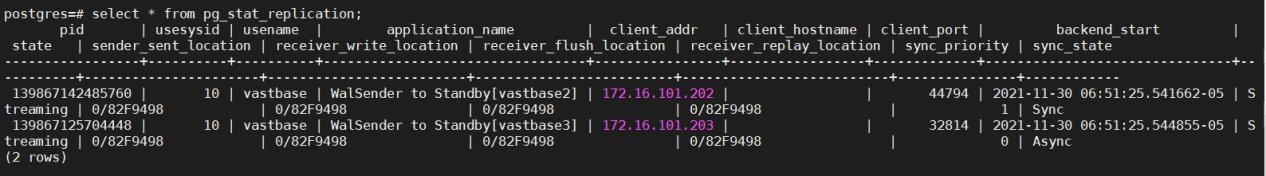 postgres=# select * from pg_stat_replication;
       pid       | usesysid | usename |        application_name         |  client_addr   | client_hostname | client_port |         backend_start         |
 state   | sender_sent_location | receiver_write_location | receiver_flush_location | receiver_replay_location | sync_priority | sync_state
-----------------+----------+---------+---------------------------------+----------------+-----------------+-------------+-------------------------------+--
---------+----------------------+-------------------------+-------------------------+--------------------------+---------------+------------
 139867142485760 |       10 | vastbase | WalSender to Standby[vastbase2] | 172.16.101.202 |                 |       44794 | 2021-11-30 06:51:25.541662-05 | S
treaming | 0/82F9498            | 0/82F9498               | 0/82F9498               | 0/82F9498                |             1 | Sync
 139867125704448 |       10 | vastbase | WalSender to Standby[vastbase3] | 172.16.101.203 |                 |       32814 | 2021-11-30 06:51:25.544855-05 | S
treaming | 0/82F9498            | 0/82F9498               | 0/82F9498               | 0/82F9498                |             0 | Async
(2 rows)